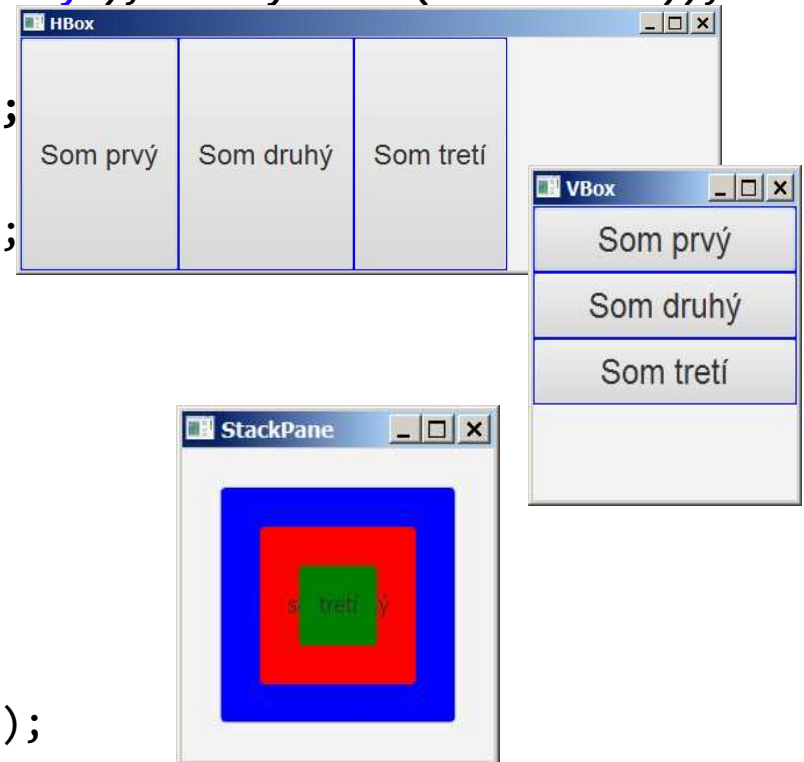 HBox
;
Som prvý Som druhý Som tretí
VBox
;
Som prvý
Som druhý
Som tretí
StackPane
tretí
);